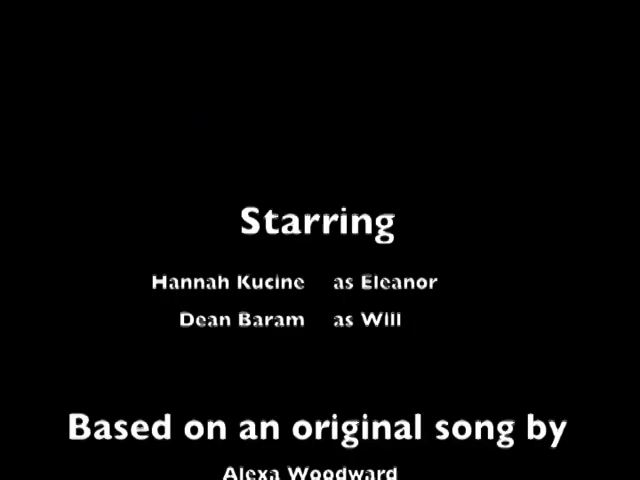 Starring
Hannah Kucine as Eleanor
Dean Baram as Will
Based on an original song by
Alexa Woodward